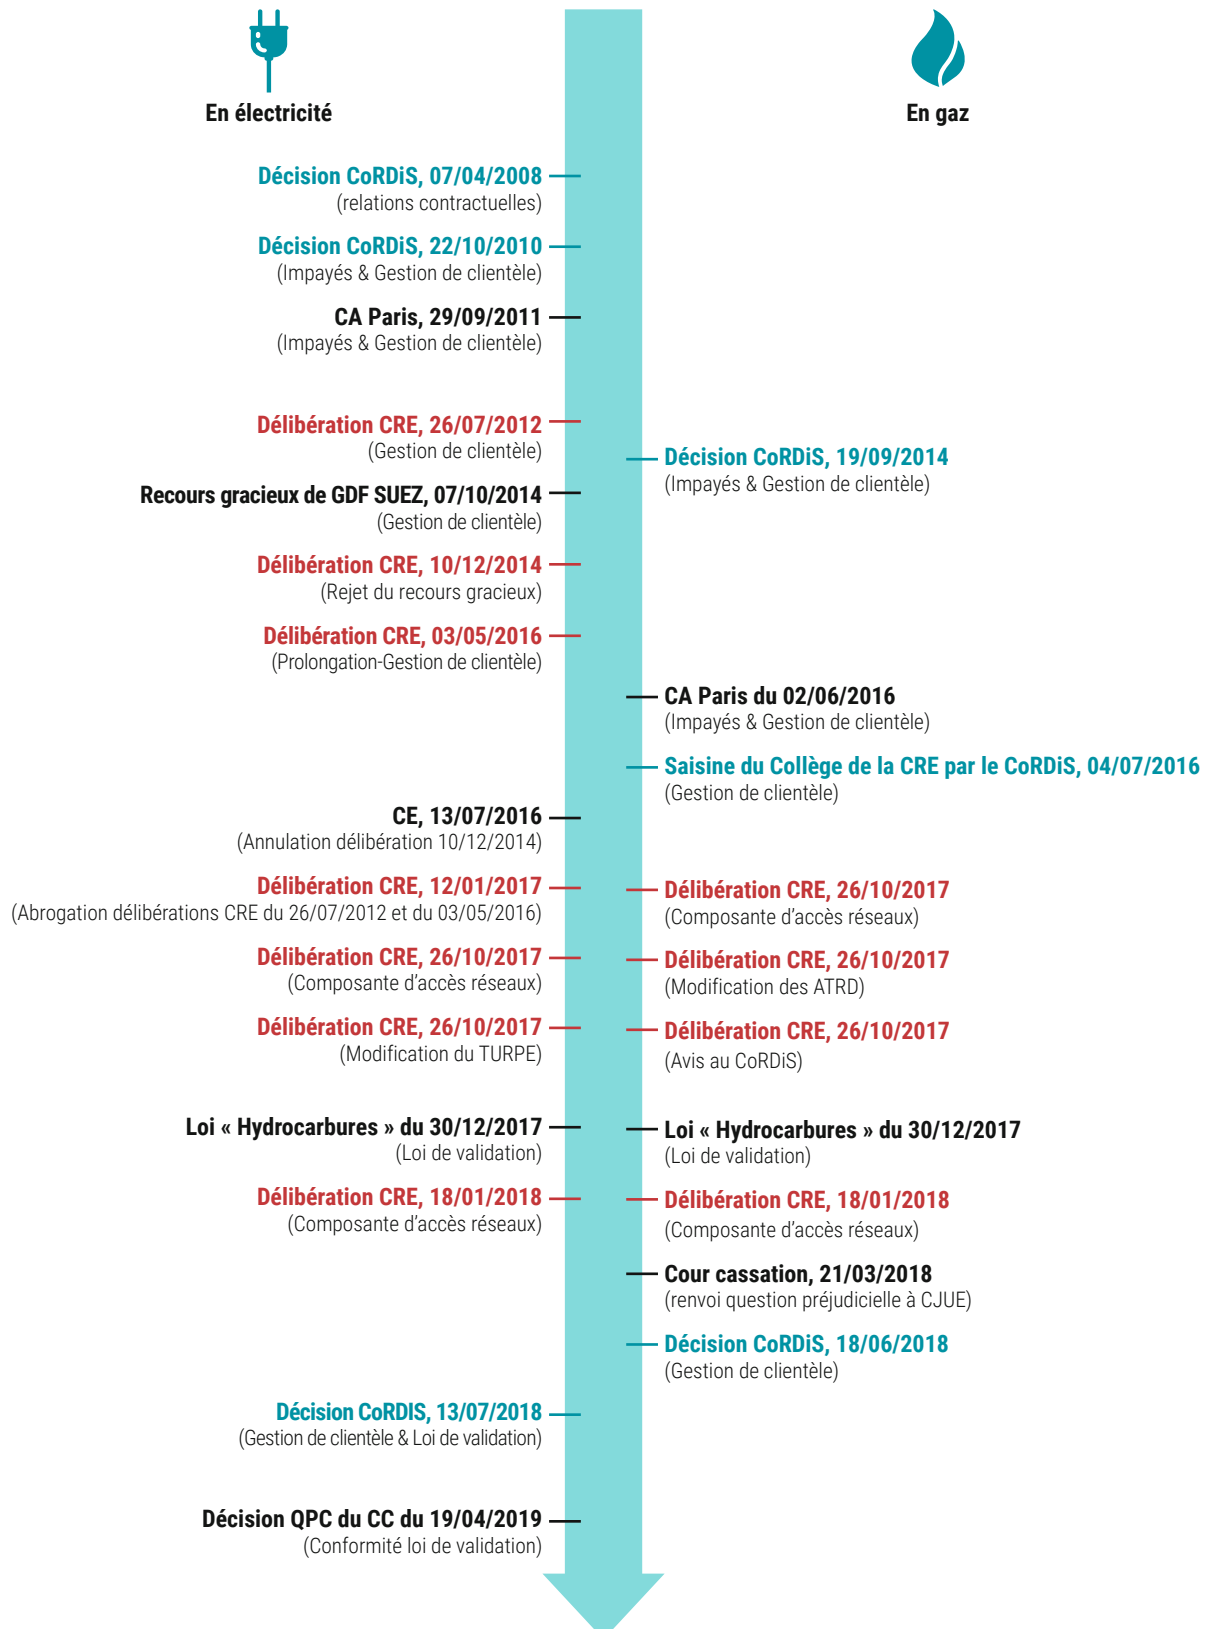 En électricité
En gaz
Décision CoRDiS, 07/04/2008
(relations contractuelles)
Décision CoRDiS, 22/10/2010
(Impayés & Gestion de clientèle)
CA Paris, 29/09/2011
(Impayés & Gestion de clientèle)
Délibération CRE, 26/07/2012
(Gestion de clientèle)
Décision CoRDiS, 19/09/2014
(Impayés & Gestion de clientèle)
Recours gracieux de GDF SUEZ, 07/10/2014
(Gestion de clientèle)
Délibération CRE, 10/12/2014
(Rejet du recours gracieux)
Délibération CRE, 03/05/2016
(Prolongation-Gestion de clientèle)
CA Paris du 02/06/2016
(Impayés & Gestion de clientèle)
Saisine du Collège de la CRE par le CoRDiS, 04/07/2016
(Gestion de clientèle)
CE, 13/07/2016
(Annulation délibération 10/12/2014)
Délibération CRE, 12/01/2017
(Abrogation délibérations CRE du 26/07/2012 et du 03/05/2016)
Délibération CRE, 26/10/2017
(Composante d'accès réseaux)
Délibération CRE, 26/10/2017
(Composante d'accès réseaux)
Délibération CRE, 26/10/2017
(Modification des ATRD)
Délibération CRE, 26/10/2017
(Modification du TURPE)
Délibération CRE, 26/10/2017
(Avis au CoRDiS)
Loi « Hydrocarbures » du 30/12/2017
(Loi de validation)
Loi « Hydrocarbures » du 30/12/2017
(Loi de validation)
Délibération CRE, 18/01/2018
(Composante d'accès réseaux)
Délibération CRE, 18/01/2018
(Composante d'accès réseaux)
Cour cassation, 21/03/2018
(renvoi question préjudicielle à CJUE)
Décision CoRDiS, 18/06/2018
(Gestion de clientèle)
Décision CoRDIS, 13/07/2018
(Gestion de clientèle & Loi de validation)
Décision QPC du CC du 19/04/2019
(Conformité loi de validation)